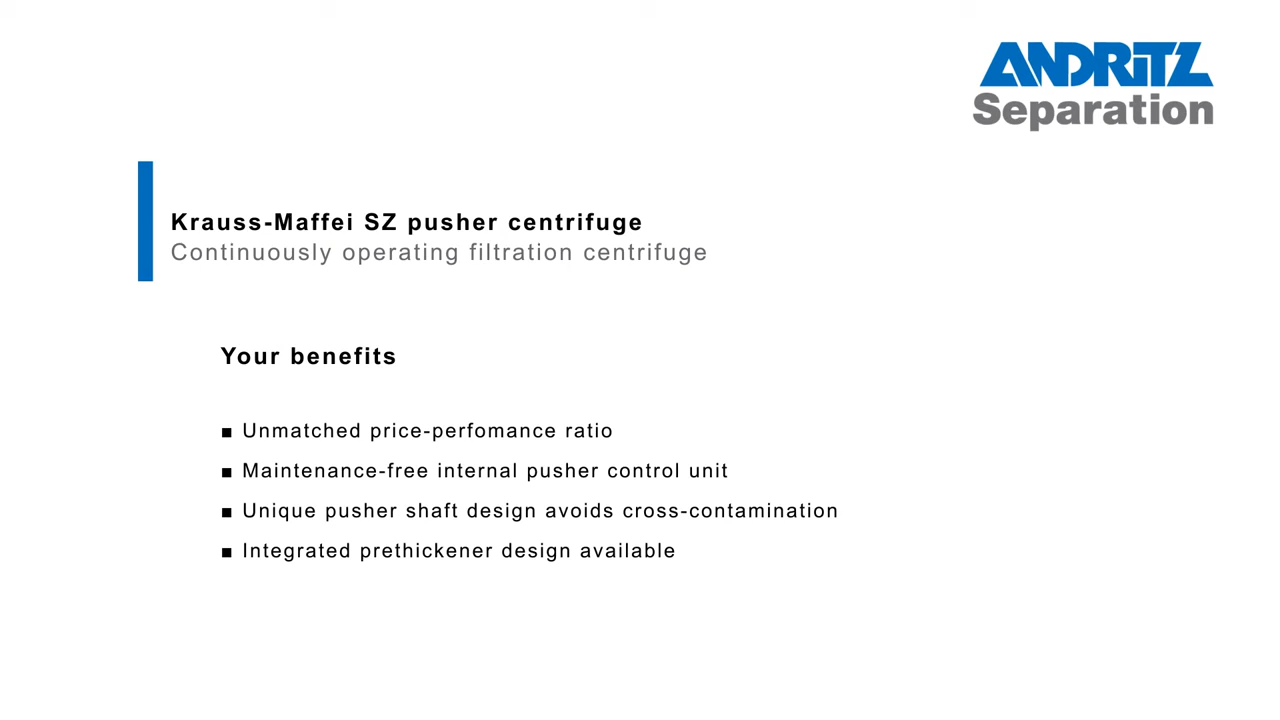 ANDRITZ
Separation
Krauss-Maffei SZ pusher centrifuge
Continuously operating filtration centrifuge
Your benefits
■ Unmatched price-perfomance ratio
■ Maintenance-free internal pusher control unit
■ Unique pusher shaft design avoids cross-contamination
■ Integrated prethickener design available